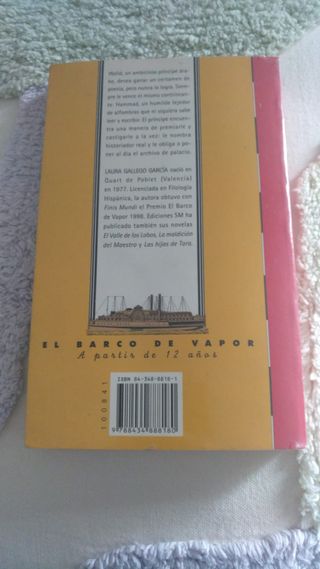 Walid, un ambicioso príncipe ára-
be, desea ganar un certamen de
poesía, pero nunca lo logra. Siem-
pre le vence el mismo contrincan-
te: Hammad, un humilde tejedor
de alfombras que ni siquiera sabe
leer y escribir. El príncipe encuen-
tra una manera de premiarle y
castigarle a la vez: le nombra
historiador real y le obliga a po-
ner al día el archivo de palacio.
LAURA GALLEGO GARCÍA nació en
Quart de Poblet (Valencia)
en 1977. Licenciada en Filología
Hispánica, la autora obtuvo con
Finis Mundi el Premio El Barco
de Vapor 1998. Ediciones SM ha
publicado también sus novelas
El Valle de los Lobos, La maldición
del Maestro y Las hijas de Tara.
EL BARCO DE VAPOR
A partir de 12 años
100841
ISBN 84-348-8818-1
9 788434 888180